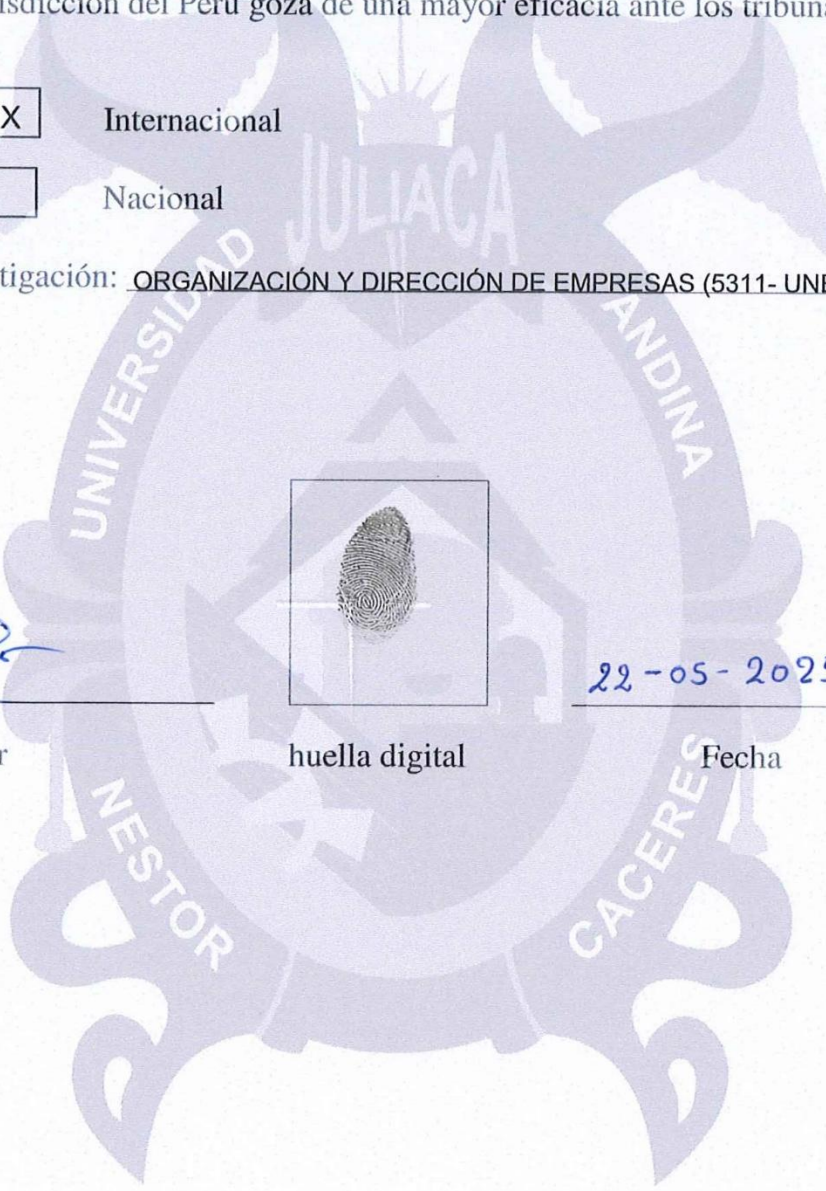 isdicción del Perú goza de una mayor eficacia ante los tribuna
X Internacional
Nacional
tigación: ORGANIZACIÓN Y DIRECCIÓN DE EMPRESAS (5311- UNE
22-05-202
r huella digital Fecha
UNIVERSIDAD ANDINA
NESTOR CACERES
JULIACA